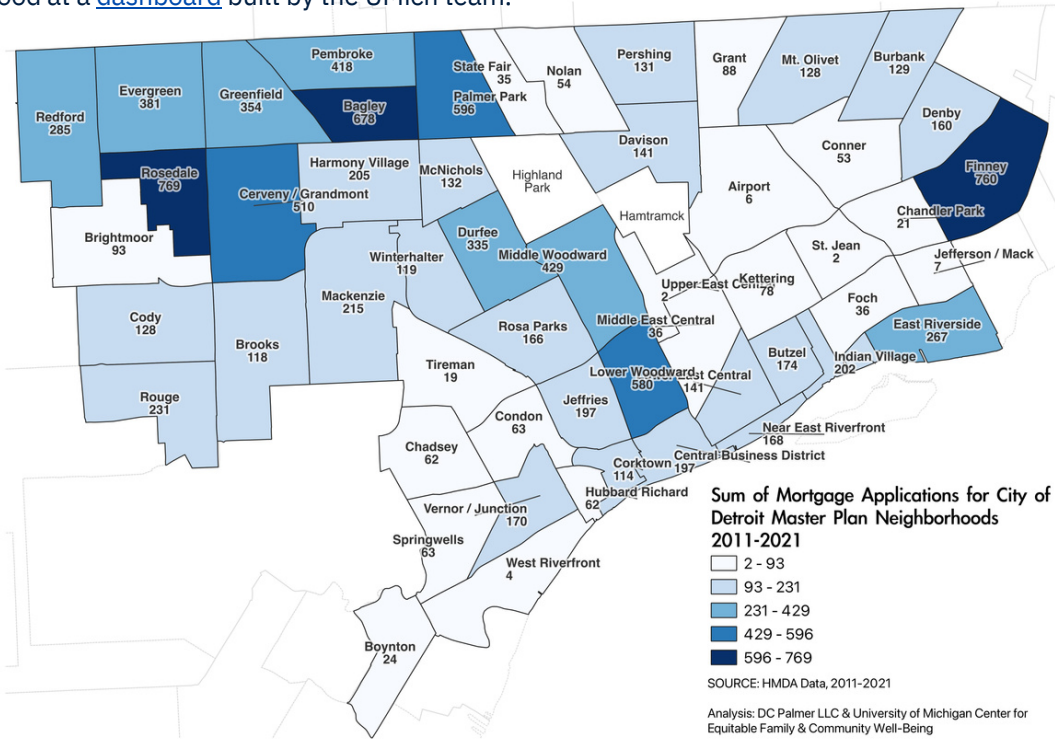 ood at a dashboard built by the
Pembroke
418
State Fair
35
Nolan
54
Pershing
131
Grant
88
Mt. Olivet
128
Burbank
129
Redford
285
Evergreen
381
Greenfield
354
Bagley
678
Palmer Park
596
Denby
160
Rosedale
769
Cerveny / Grandmont
510
Harmony Village
205
McNichols
132
Highland
Park
Davison
141
Conner
53
Finney
760
Airport
6
Hamtramck
Chandler Park
21
Brightmoor
93
Durfee
335
Middle Woodward
429
St. Jean
2
Jefferson / Mack
7
Winterhalter
119
Upper East
2
Kettering
78
Mackenzie
215
Foch
36
Cody
128
Brooks
118
Rosa Parks
166
Middle East Central
36
East Riverside
267
Tireman
19
Lower Woodward
580
East Central
141
Butzel
174
Indian Village
202
Rouge
231
Jeffries
197
Condon
63
Near East Riverfront
168
Chadsey
62
Corktown
114
Central Business District
197
Hubbard Richard
62
Vernor / Junction
170
Springwells
63
West Riverfront
4
Boynton
24
Sum of Mortgage Applications for City of
Detroit Master Plan Neighborhoods
2011-2021
2 - 93
93 - 231
231 - 429
429 - 596
596 - 769
SOURCE: HMDA Data, 2011-2021
Analysis: DC Palmer LLC & University of Michigan Center for
Equitable Family & Community Well-Being